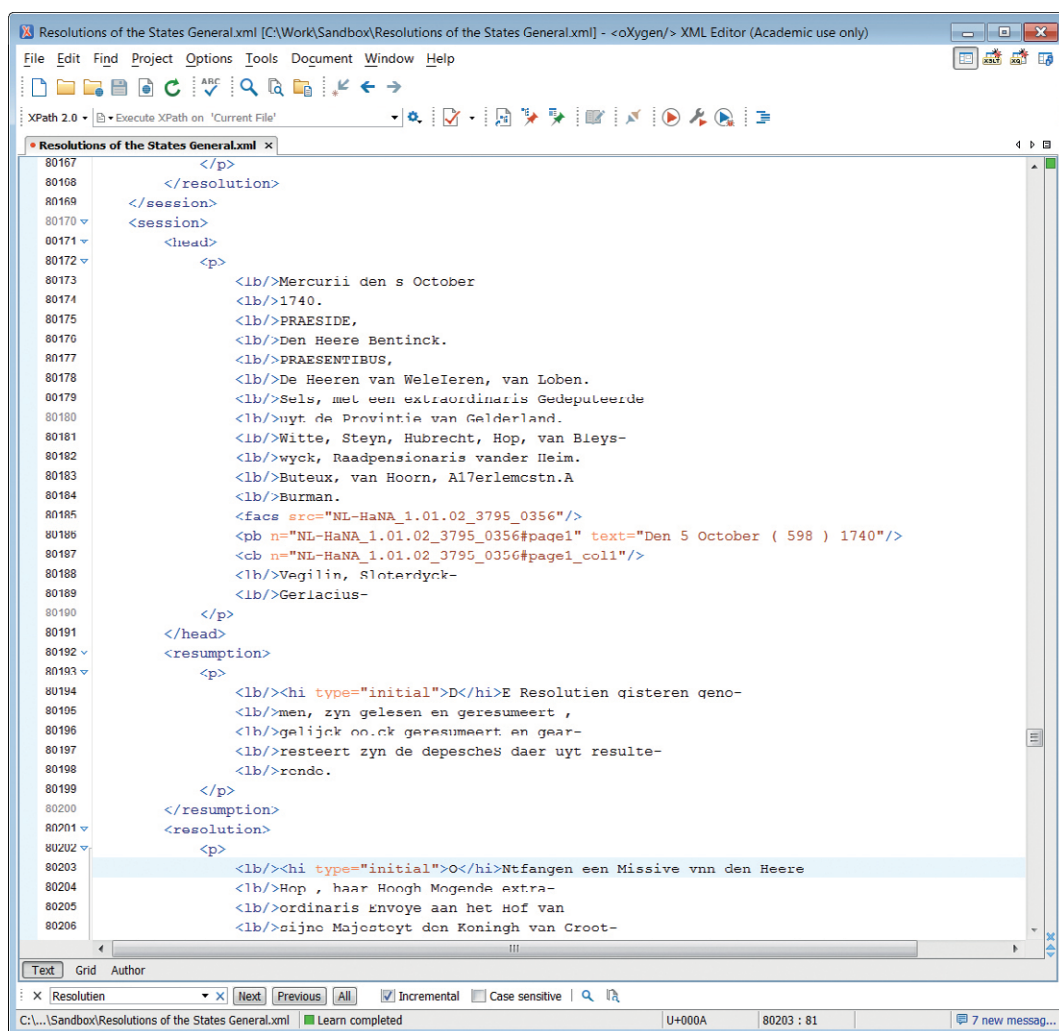 Resolutions of the States General.xml [C:\Work\Sandbox\Resolutions of the States General.xml] - <oXygen/> XML Editor (Academic use only)
File Edit Find Project Options Tools Document Window Help
XPath 2.0 Execute XPath on 'Current File'
Resolutions of the States General.xml
80167 </p>
80168 </resolution>
80169 </session>
80170 <session>
80171 <head>
80172 <p>
80173 <lb/>Mercurii den s October
80174 <lb/>1740.
80175 <lb/>PRAESIDE,
80176 <lb/>Den Heere Bentinck.
80177 <lb/>PRAESENTIBUS,
80178 <lb/>De Heeren van WeleIeren, van Loben.
80179 <lb/>Sels, met een extraordinaris Gedeputeerde
80180 <lb/>uyt de Provintie van Gelderland.
80181 <lb/>Witte, Steyn, Hubrecht, Hop, van Bleys-
80182 <lb/>wyck, Raadpensionaris vander Heim.
80183 <lb/>Buteux, van Hoorn, A17erlemcstn.A
80184 <lb/>Burman.
80185 <facs src="NL-HaNA_1.01.02_3795_0356"/>
80186 <pb n="NL-HaNA_1.01.02_3795_0356#page1" text="Den 5 October ( 598 ) 1740"/>
80187 <cb n="NL-HaNA_1.01.02_3795_0356#page1_col1"/>
80188 <lb/>Vegilin, Sloterdyck-
80189 <lb/>Gerlacius-
80190 </p>
80191 </head>
80192 <resumption>
80193 <p>
80194 <lb/><hi type="initial">D</hi>E Resolutien gisteren geno-
80195 <lb/>men, zyn gelesen en geresumeert ,
80196 <lb/>gelijck oo.ck geresumeert en gear-
80197 <lb/>resteert zyn de depescheS daer uyt resulte-
80198 <lb/>rende.
80199 </p>
80200 </resumption>
80201 <resolution>
80202 <p>
80203 <lb/><hi type="initial">O</hi>Ntfangen een Missive vnn den Heere
80204 <lb/>Hop , haar Hoogh Mogende extra-
80205 <lb/>ordinaris Envoye aan het Hof van
80206 <lb/>sijne Majesteyt den Koningh van Groot-
Text Grid Author
Resolutien Next Previous All Incremental Case sensitive
C:\...\Sandbox\Resolutions of the States General.xml Learn completed U+000A 80203 : 81 7 new messag...